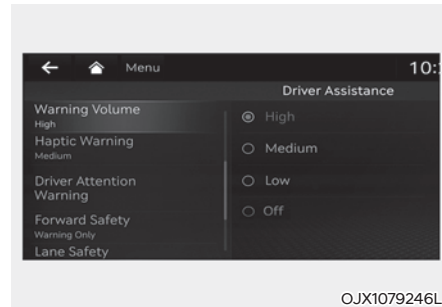 Menu
10:
Driver Assistance
Warning Volume
High
Haptic Warning
Medium
Driver Attention
Warning
Forward Safety
Warning Only
Lane Safety
High
Medium
Low
Off
OJX1079246L